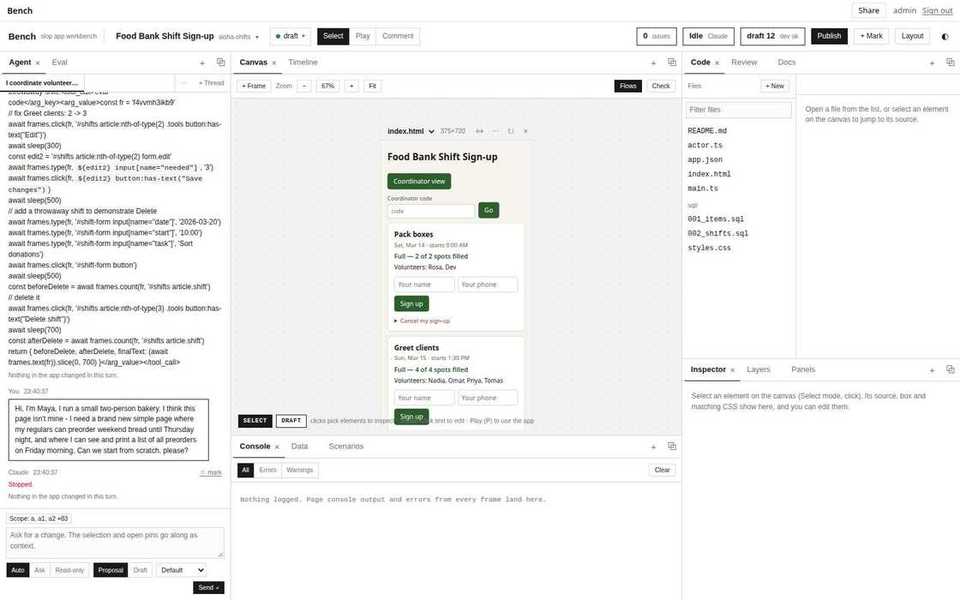 Bench
Share admin Sign out
Bench slop app workbench Food Bank Shift Sign-up aloha-shifts draft Select Play Comment 0 issues Idle Claude draft 12 dev ok Publish + Mark Layout
Agent × Eval +
I coordinate volunteer… ··· + Thread
code</arg_key><arg_value>const fr = 'f4vvmh3ikb9'
// fix Greet clients: 2 -> 3
await frames.click(fr, '#shifts article:nth-of-type(2) .tools button:has-
text("Edit")')
await sleep(300)
const edit2 = '#shifts article:nth-of-type(2) form.edit'
await frames.type(fr, ${edit2} input[name="needed"] , '3')
await frames.click(fr, ${edit2} button:has-text("Save
changes") )
await sleep(500)
// add a throwaway shift to demonstrate Delete
await frames.type(fr, '#shift-form input[name="date"]', '2026-03-20')
await frames.type(fr, '#shift-form input[name="start"]', '10:00')
await frames.type(fr, '#shift-form input[name="task"]', 'Sort
donations')
await frames.click(fr, '#shift-form button')
await sleep(500)
const beforeDelete = await frames.count(fr, '#shifts article.shift')
// delete it
await frames.click(fr, '#shifts article:nth-of-type(3) .tools button:has-
text("Delete shift")')
await sleep(700)
const afterDelete = await frames.count(fr, '#shifts article.shift')
return { beforeDelete, afterDelete, finalText: (await
frames.text(fr)).slice(0, 700) }</arg_value></tool_call>
Nothing in the app changed in this turn.
You 23:40:37
Hi, I'm Maya, I run a small two-person bakery. I think this
page isn't mine - I need a brand new simple page where
my regulars can preorder weekend bread until Thursday
night, and where I can see and print a list of all preorders
on Friday morning. Can we start from scratch, please?
Claude 23:40:37 mark
Stopped.
Nothing in the app changed in this turn.
Scope: a, a1, a2 +83
Ask for a change. The selection and open pins go along as
context.
Auto Ask Read-only Proposal Draft Default
Send
Canvas × Timeline +
+ Frame Zoom − 67% + Fit Flows Check
index.html 375×720 ··· ×
Food Bank Shift Sign-up
Coordinator view
Coordinator code
code Go
Pack boxes
Sat, Mar 14 · starts 9:00 AM
Full — 2 of 2 spots filled
Volunteers: Rosa, Dev
Your name Your phone
Sign up
Cancel my sign-up
Greet clients
Sun, Mar 15 · starts 1:30 PM
Full — 4 of 4 spots filled
Volunteers: Nadia, Omar, Priya, Tomas
Your name Your phone
Sign up
SELECT DRAFT clicks pick elements to inspect text to edit · Play (P) to use the app
Console × Data Scenarios +
All Errors Warnings Clear
Nothing logged. Page console output and errors from every frame land here.
Code × Review Docs +
Files + New
Filter files
README.md
actor.ts
app.json
index.html
main.ts
sql
001_items.sql
002_shifts.sql
styles.css
Open a file from the list, or select an element
on the canvas to jump to its source.
Inspector × Layers Panels +
Select an element on the canvas (Select mode, click). Its source, box and
matching CSS show here, and you can edit them.